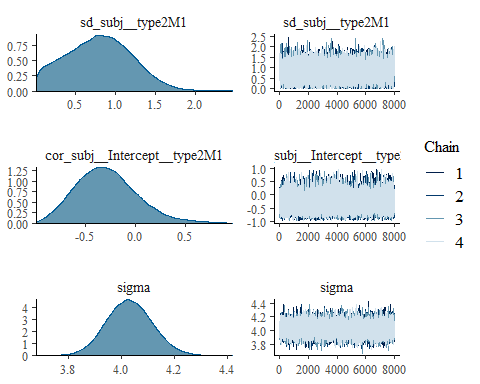 sd_subj__type2M1
0.75
0.50
0.25
0.00
0.5 1.0 1.5 2.0
sd_subj__type2M1
2.5
2.0
1.5
1.0
0.5
0.0
0 2000 4000 6000 8000
cor_subj__Intercept__type2M1
1.25
1.00
0.75
0.50
0.25
0.00
-0.5 0.0 0.5
subj__Intercept__type
1.0
0.5
0.0
-0.5
-1.0
0 2000 4000 6000 8000
sigma
4
3
2
1
0
3.8 4.0 4.2 4.4
sigma
4.4
4.2
4.0
3.8
0 2000 4000 6000 8000
Chain
1
2
3
4